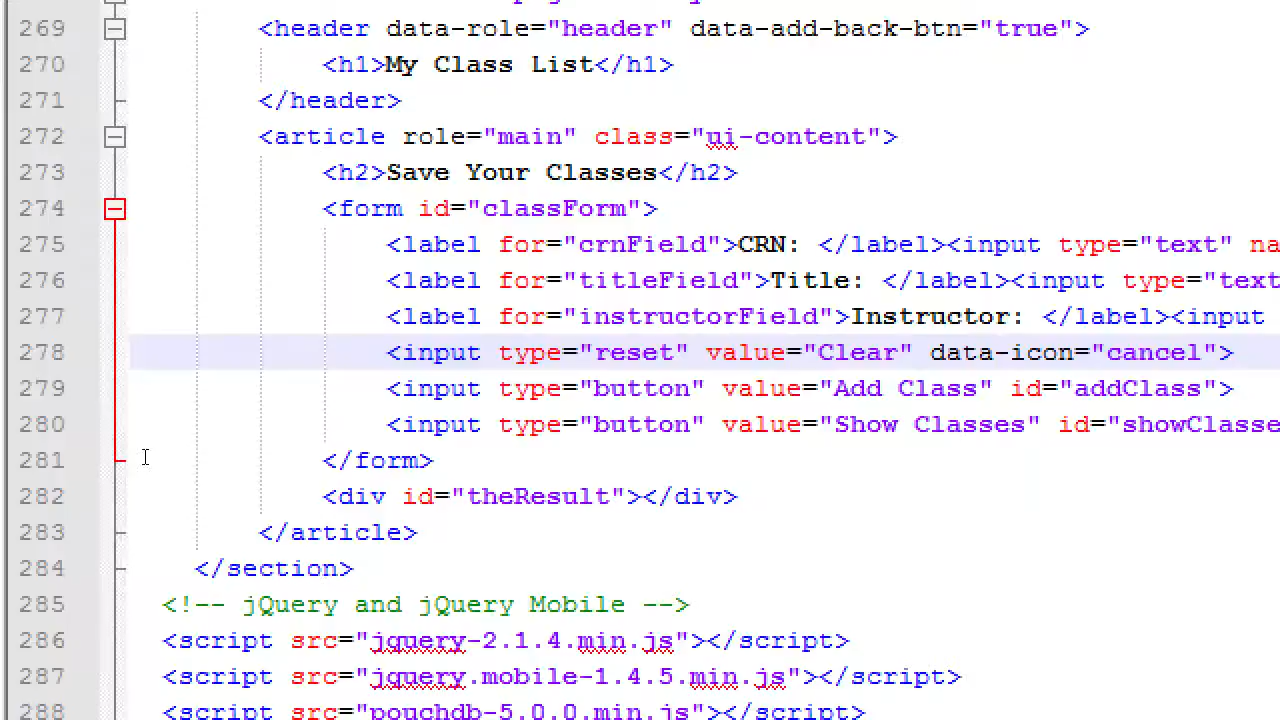 269 <header data-role="header" data-add-back-btn="true">
270 <h1>My Class List</h1>
271 </header>
272 <article role="main" class="ui-content">
273 <h2>Save Your Classes</h2>
274 <form id="classForm">
275 <label for="crnField">CRN: </label><input type="text" na
276 <label for="titleField">Title: </label><input type="text
277 <label for="instructorField">Instructor: </label><input
278 <input type="reset" value="Clear" data-icon="cancel">
279 <input type="button" value="Add Class" id="addClass">
280 <input type="button" value="Show Classes" id="showClasse
281 </form>
282 <div id="theResult"></div>
283 </article>
284 </section>
285 <!-- jQuery and jQuery Mobile -->
286 <script src="jquery-2.1.4.min.js"></script>
287 <script src="jquery.mobile-1.4.5.min.js"></script>
288 <script src="pouchdb-5.0.0.min.js"></script>